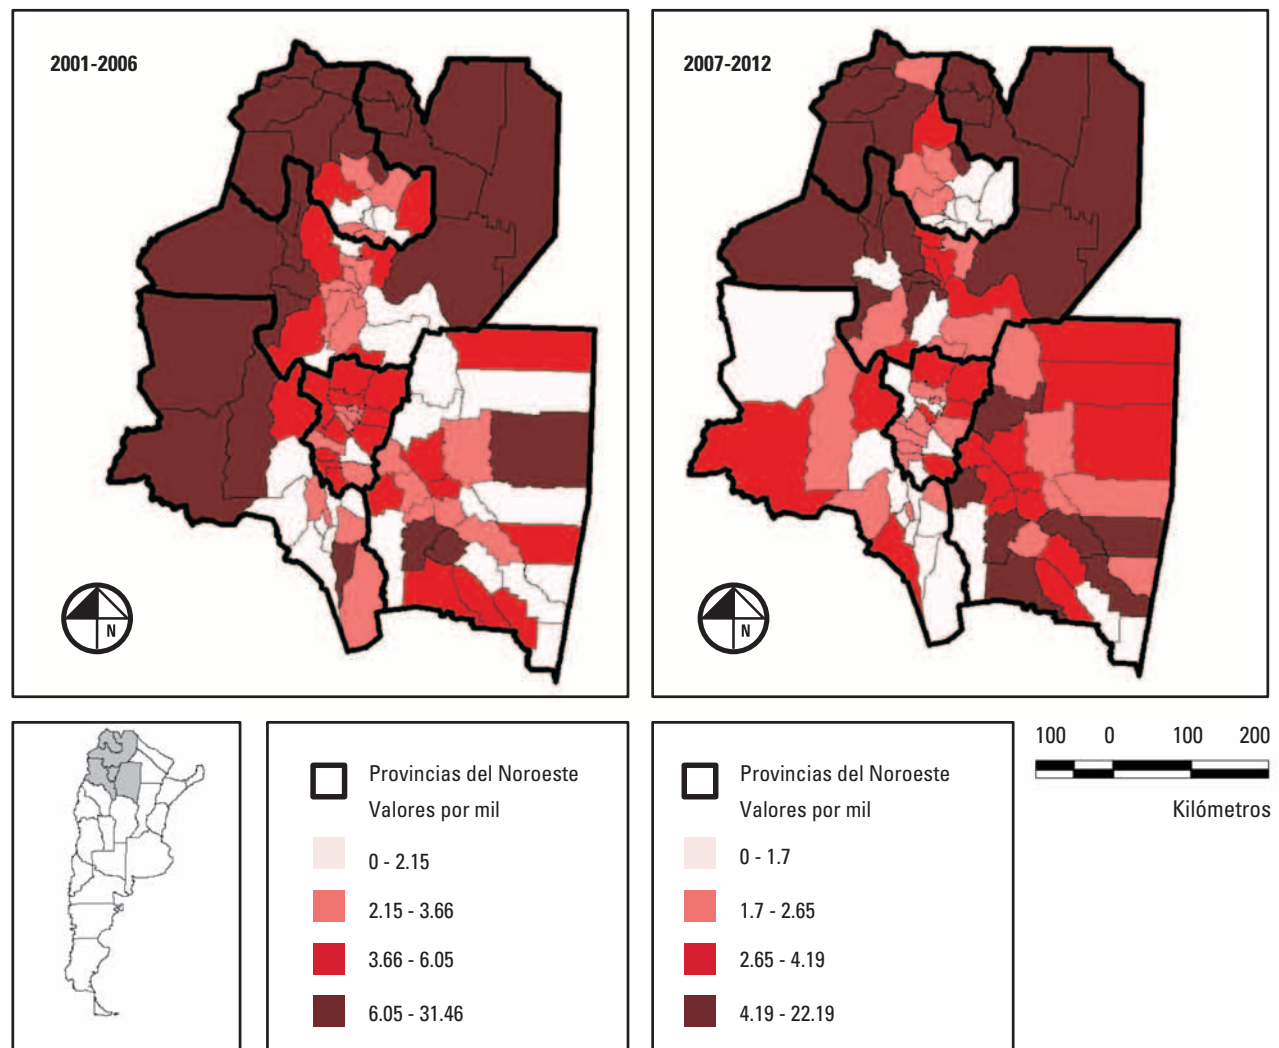 2001-2006
N
2007-2012
N
Provincias del Noroeste
Valores por mil
0 - 2.15
2.15 - 3.66
3.66 - 6.05
6.05 - 31.46
Provincias del Noroeste
Valores por mil
0 - 1.7
1.7 - 2.65
2.65 - 4.19
4.19 - 22.19
100 0 100 200
Kilómetros